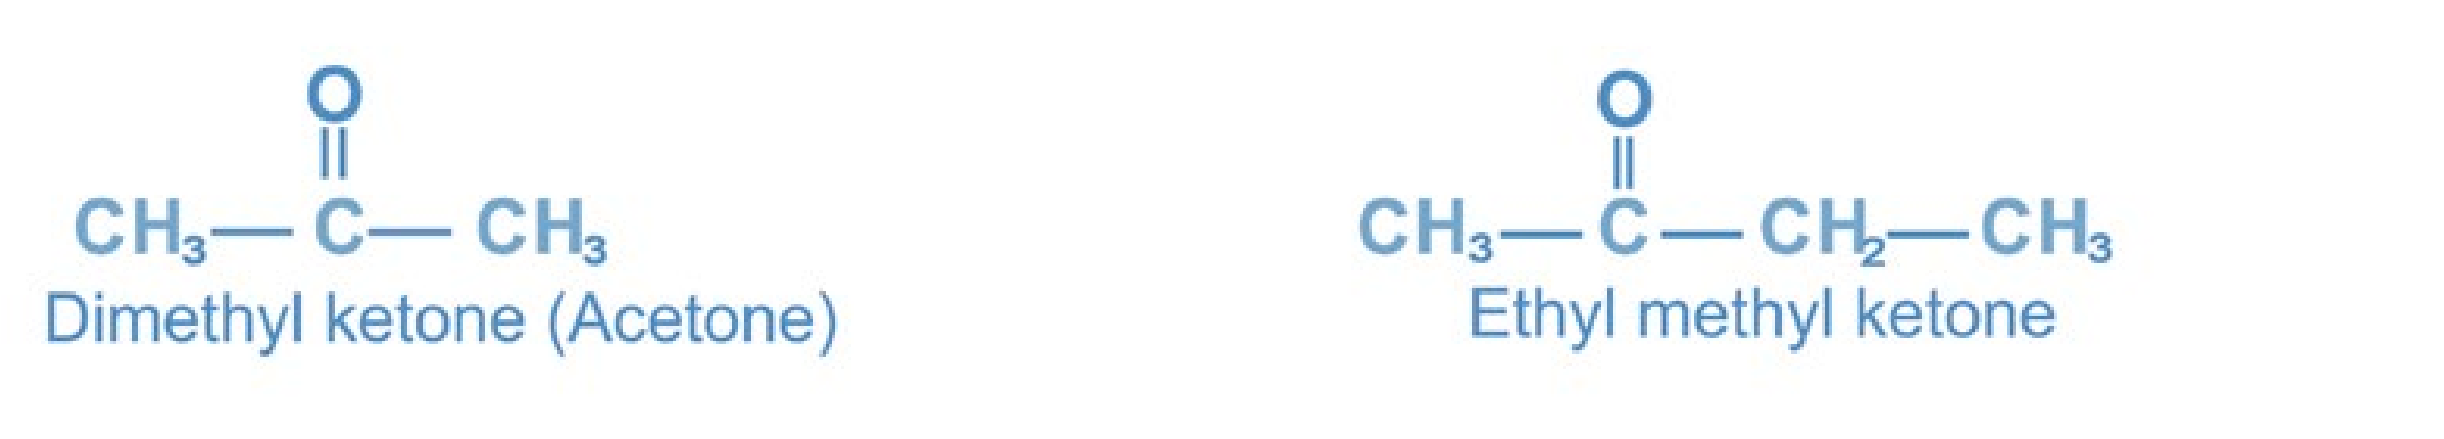 O O
CH₃—C—CH₃ CH₃—C—CH₂—CH₃
Dimethyl ketone (Acetone) Ethyl methyl ketone